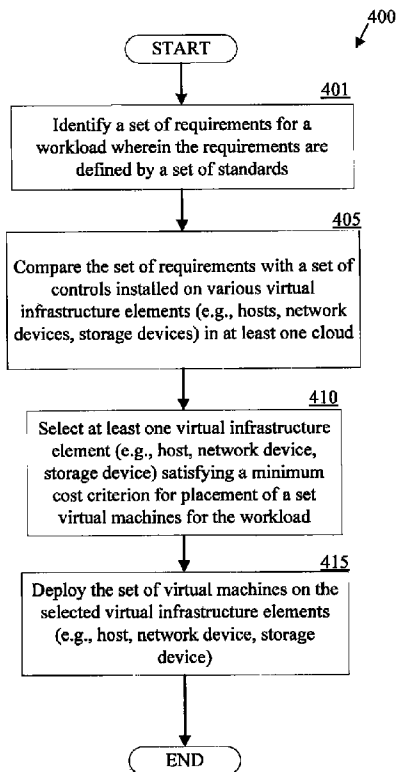 400
START
401
Identify a set of requirements for a
workload wherein the requirements are
defined by a set of standards
405
Compare the set of requirements with a set of
controls installed on various virtual
infrastructure elements (e.g., hosts, network
devices, storage devices) in at least one cloud
410
Select at least one virtual infrastructure
element (e.g., host, network device,
storage device) satisfying a minimum
cost criterion for placement of a set
virtual machines for the workload
415
Deploy the set of virtual machines on the
selected virtual infrastructure elements
(e.g., host, network device, storage
device)
END